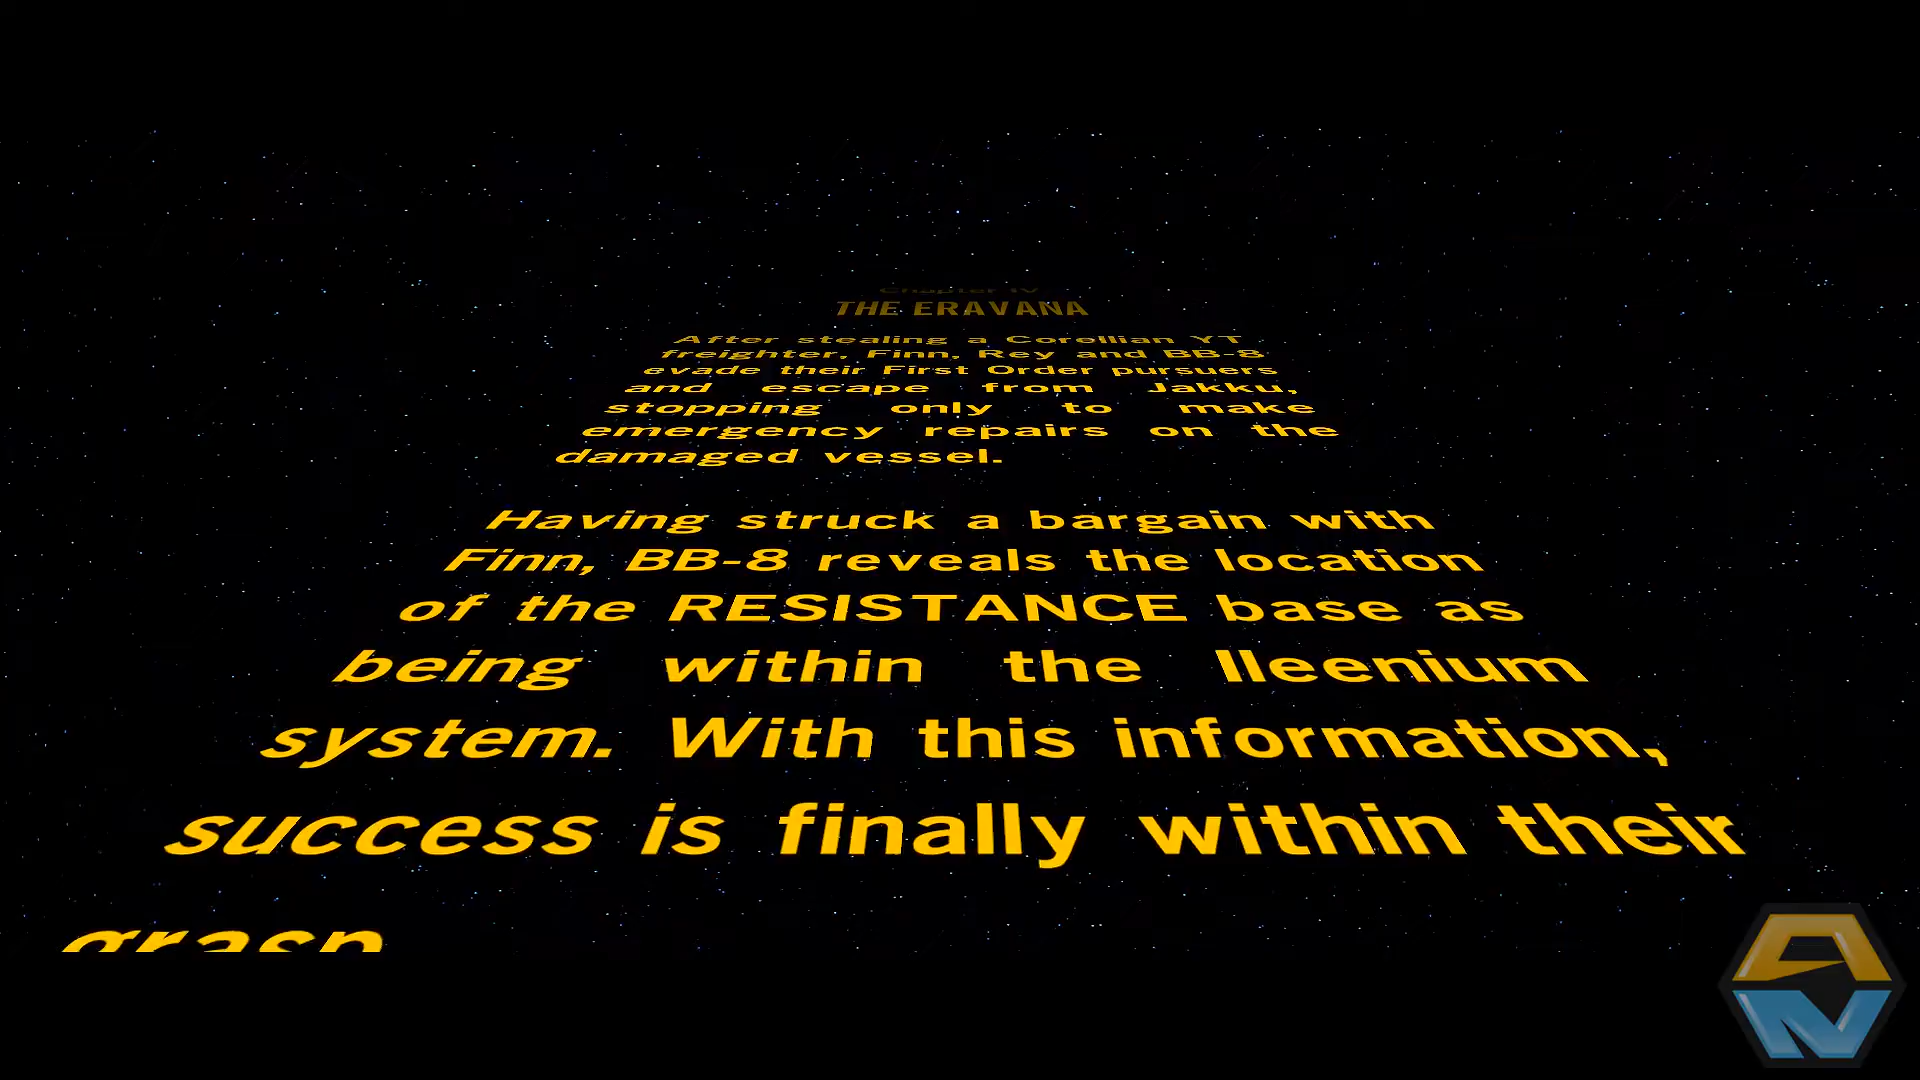 Chapter IV
THE ERAVANA
After stealing a Corellian YT
freighter, Finn, Rey and BB-8
evade their First Order pursuers
and escape from Jakku,
stopping only to make
emergency repairs on the
damaged vessel.
Having struck a bargain with
Finn, BB-8 reveals the location
of the RESISTANCE base as
being within the Ileenium
system. With this information,
success is finally within their
grasp